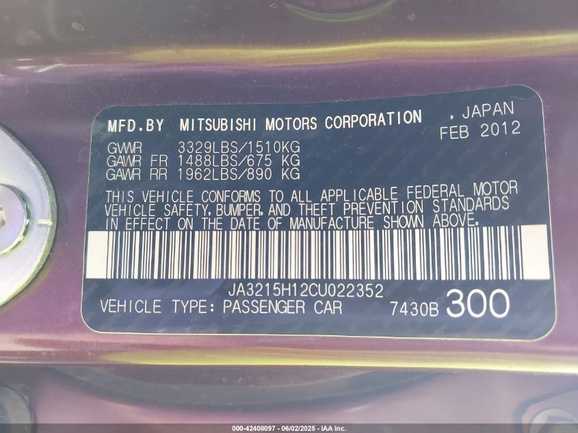 MFD.BY MITSUBISHI MOTORS CORPORATION , JAPAN
FEB 2012
GVWR 3329LBS/1510KG
GAWR FR 1488LBS/675 KG
GAWR RR 1962LBS/890 KG
THIS VEHICLE CONFORMS TO ALL APPLICABLE FEDERAL MOTOR
VEHICLE SAFETY, BUMPER, AND THEFT PREVENTION STANDARDS
IN EFFECT ON THE DATE OF MANUFACTURE SHOWN ABOVE.
JA3215H12CU022352
VEHICLE TYPE: PASSENGER CAR 7430B 300
000-42408097 - 06/02/2025 - IAAI Inc.